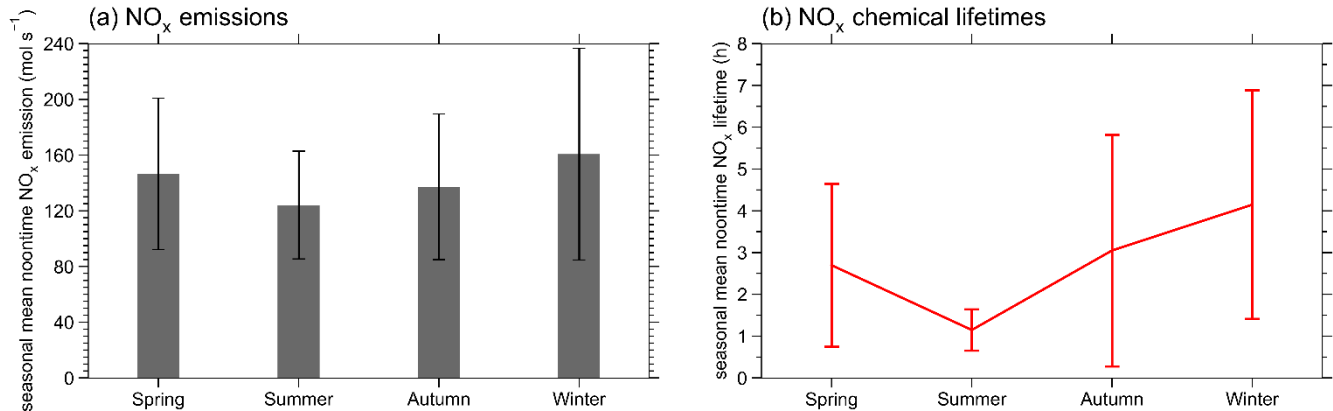 (a) NOₓ emissions
seasonal mean noontime NOₓ emission (mol s⁻¹)
240
200
160
120
80
40
0
Spring Summer Autumn Winter
(b) NOₓ chemical lifetimes
seasonal mean noontime NOₓ lifetime (h)
8
7
6
5
4
3
2
1
0
Spring Summer Autumn Winter